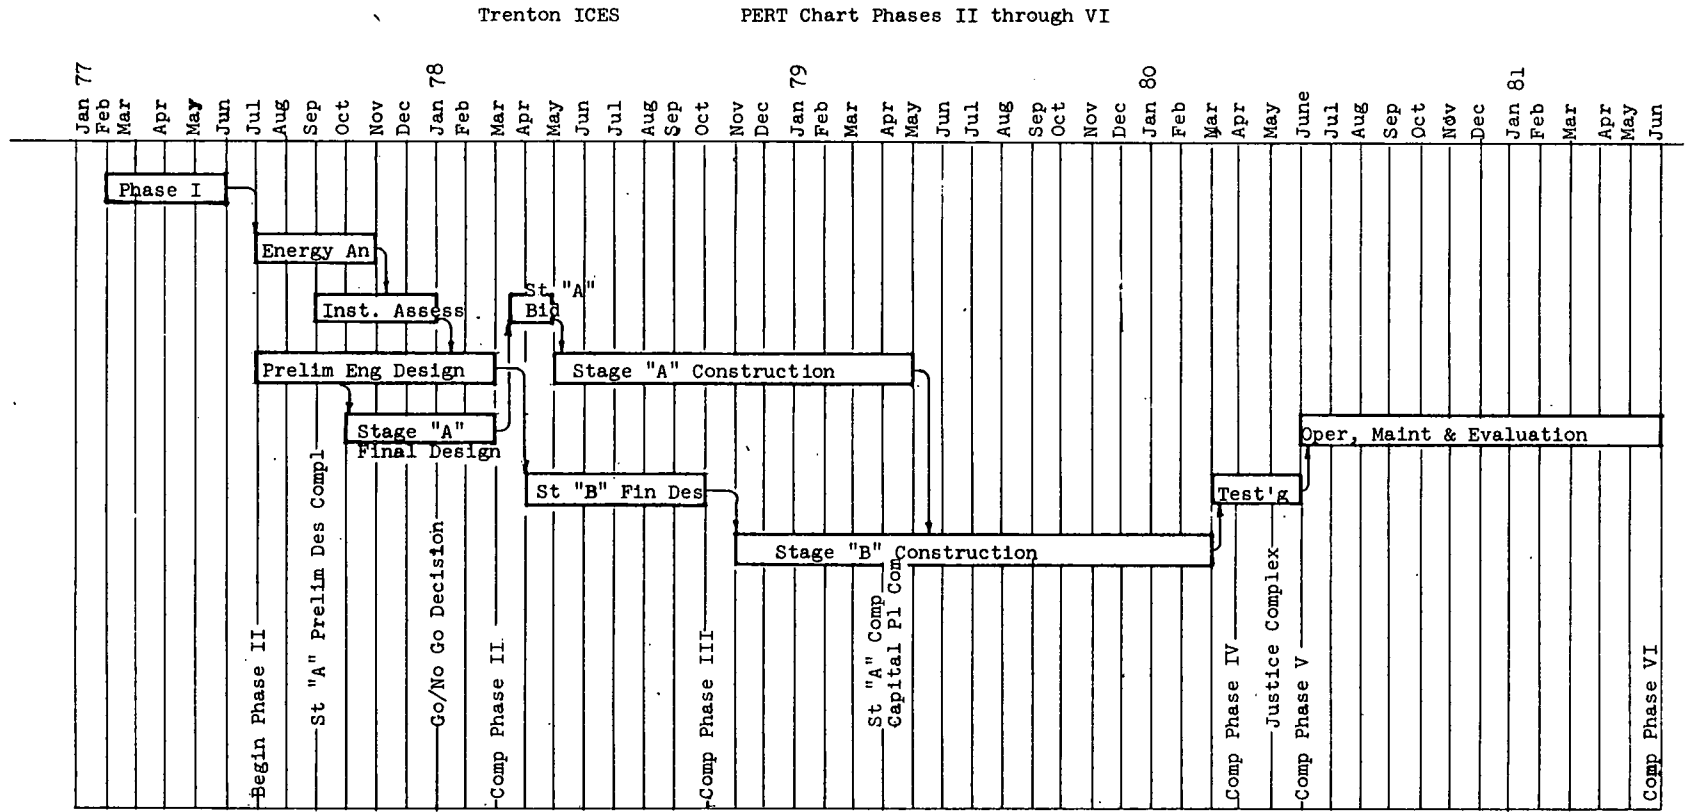 Trenton ICES PERT Chart Phases II through VI
Jan 77
Feb
Mar
Apr
May
Jun
Jul
Aug
Sep
Oct
Nov
Dec
Jan 78
Feb
Mar
Apr
May
Jun
Jul
Aug
Sep
Oct
Nov
Dec
Jan 79
Feb
Mar
Apr
May
Jun
Jul
Aug
Sep
Oct
Nov
Dec
Jan 80
Feb
Mar
Apr
May
June
Jul
Aug
Sep
Oct
Nov
Dec
Jan 81
Feb
Mar
Apr
May
Jun
Phase I
Energy An
Inst. Assess
St "A"
Bid
Prelim Eng Design
Stage "A" Construction
Stage "A"
Final Design
Oper, Maint & Evaluation
St "B" Fin Des
Test'g
Stage "B" Construction
Begin Phase II
St "A" Prelim Des Compl
Go/No Go Decision
Comp Phase II
Comp Phase III
St "A" Comp
Capital Pl Com
Comp Phase IV
Justice Complex
Comp Phase V
Comp Phase VI